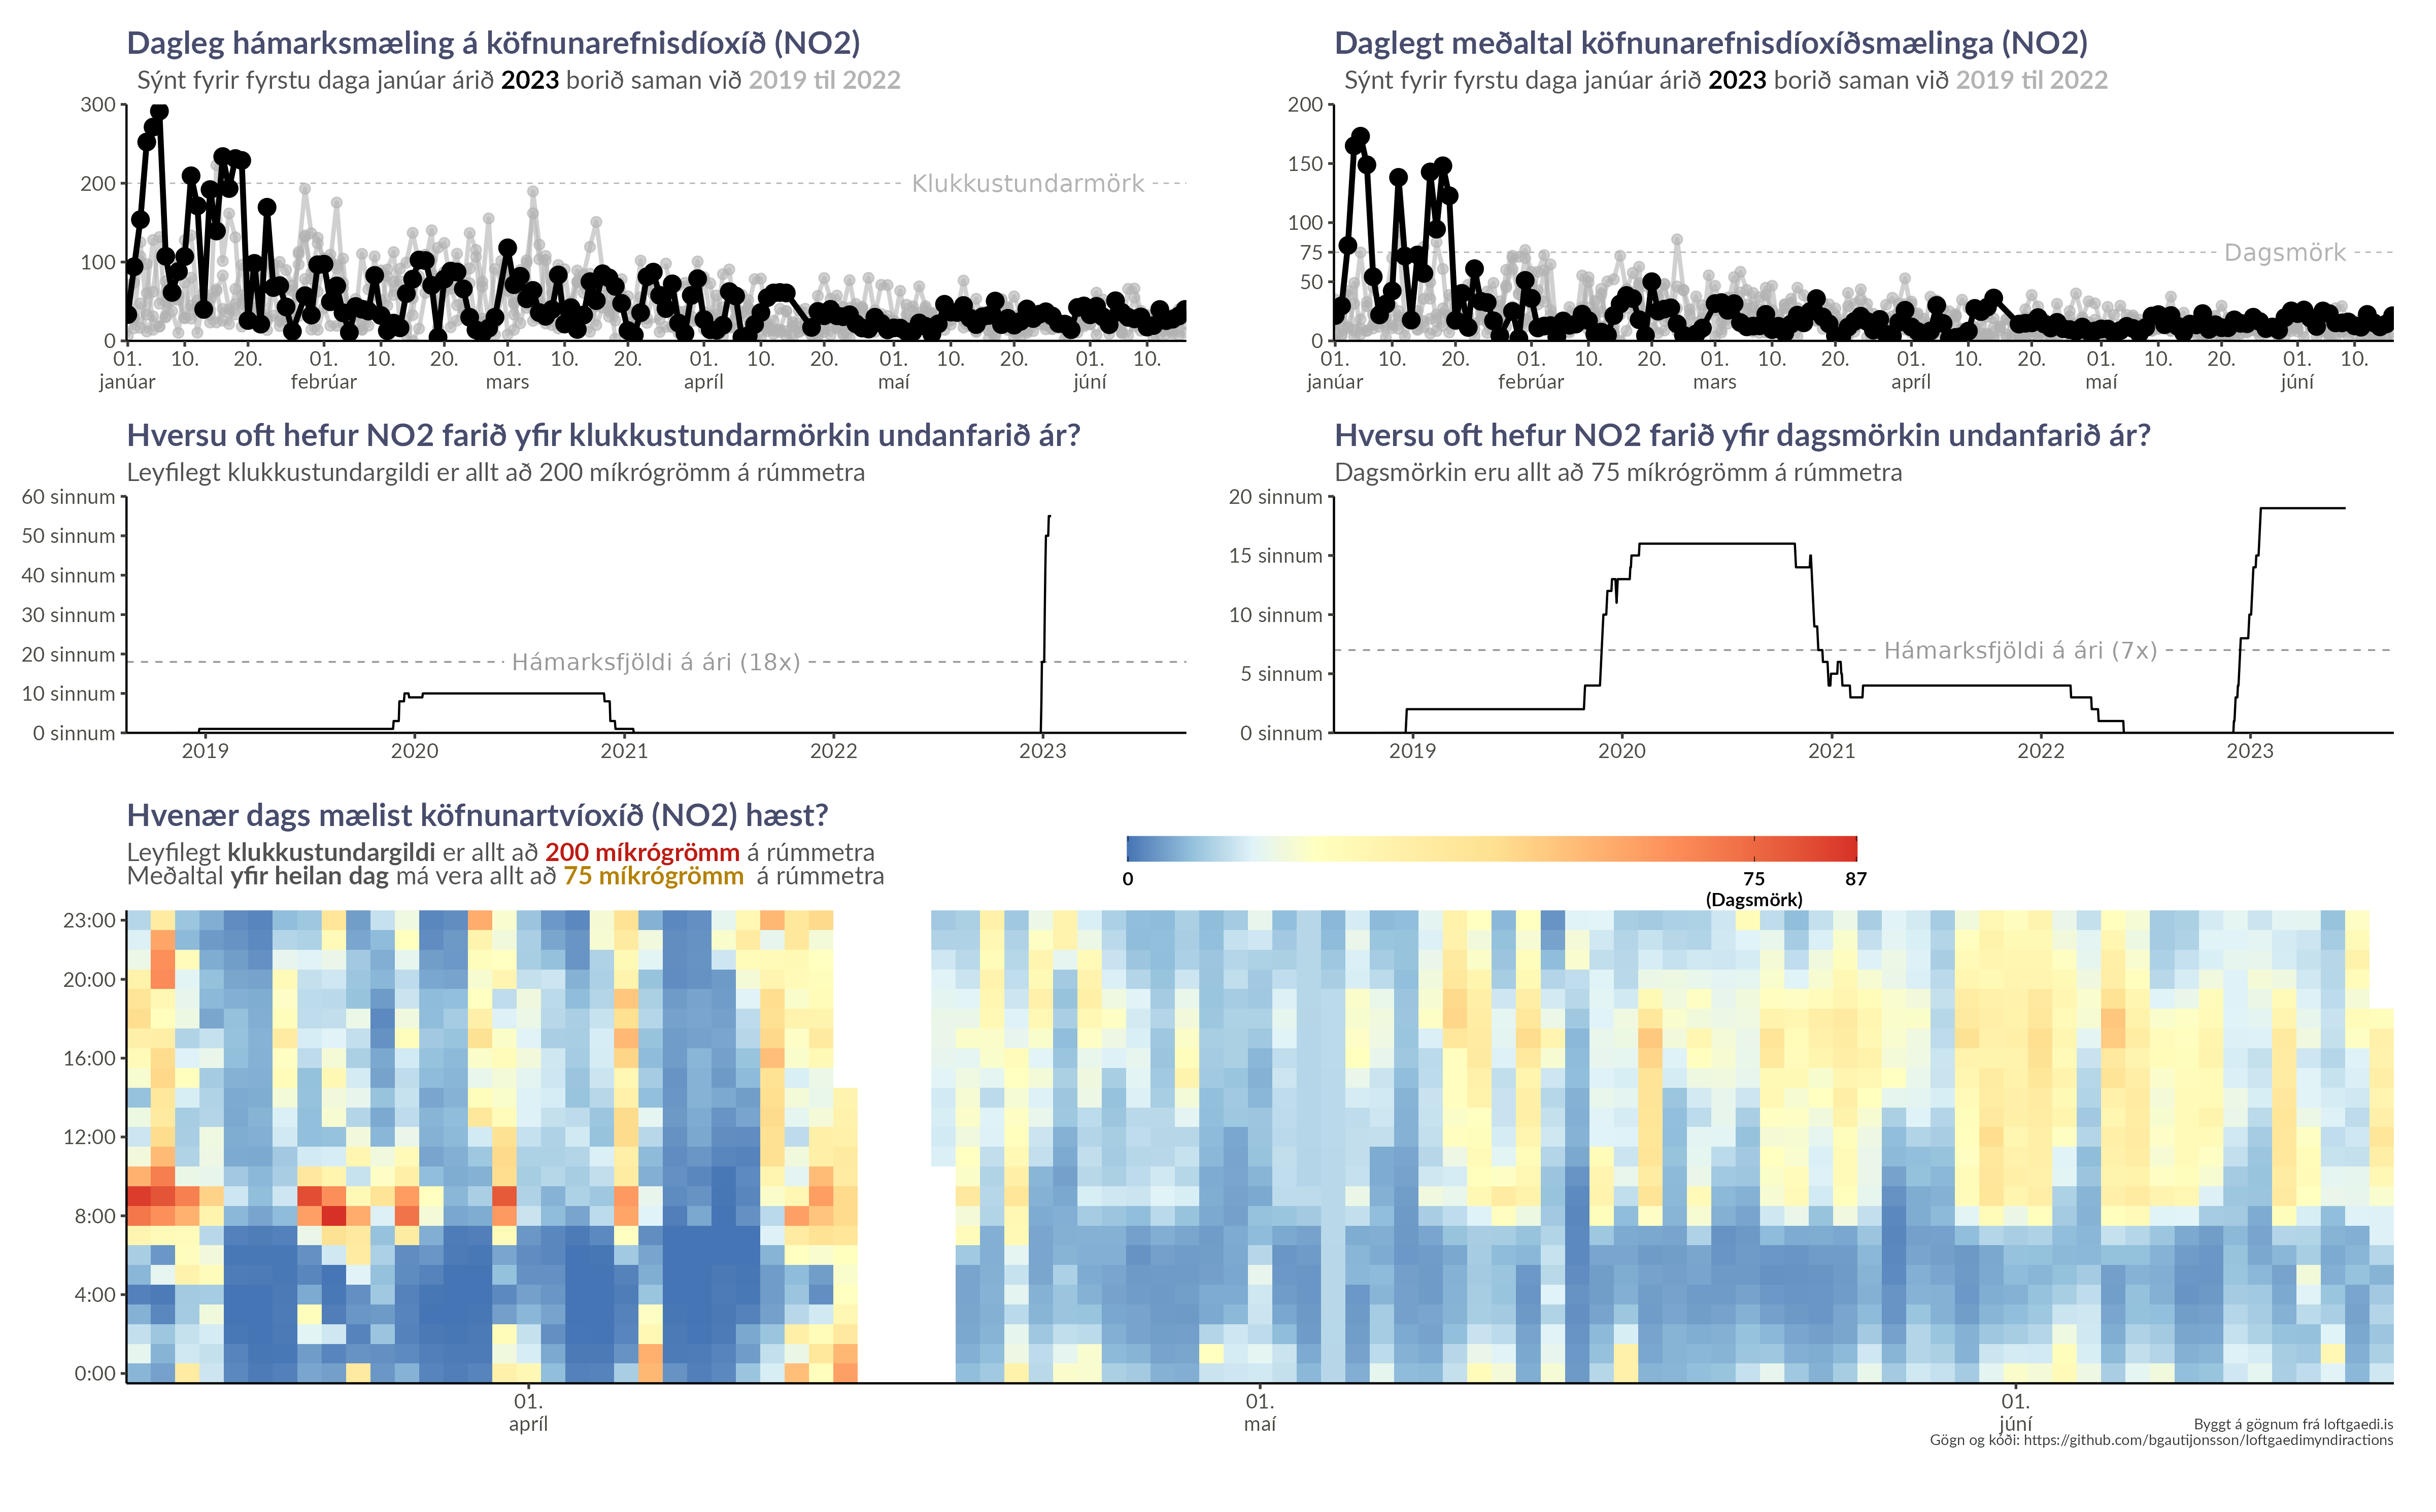 Dagleg hámarksmæling á köfnunarefnisdíoxíð (NO2)
Sýnt fyrir fyrstu daga janúar árið 2023 borið saman við 2019 til 2022
300
200
100
0
Klukkustundarmörk
01. 10. 20. 01. 10. 20. 01. 10. 20. 01. 10. 20. 01. 10. 20. 01. 10.
janúar febrúar mars apríl maí júní
Daglegt meðaltal köfnunarefnisdíoxíðsmælinga (NO2)
Sýnt fyrir fyrstu daga janúar árið 2023 borið saman við 2019 til 2022
200
150
100
75
50
0
Dagsmörk
01. 10. 20. 01. 10. 20. 01. 10. 20. 01. 10. 20. 01. 10. 20. 01. 10.
janúar febrúar mars apríl maí júní
Hversu oft hefur NO2 farið yfir klukkustundarmörkin undanfarið ár?
Leyfilegt klukkustundargildi er allt að 200 míkrógrömm á rúmmetra
60 sinnum
50 sinnum
40 sinnum
30 sinnum
20 sinnum
10 sinnum
0 sinnum
Hámarksfjöldi á ári (18x)
2019 2020 2021 2022 2023
Hversu oft hefur NO2 farið yfir dagsmörkin undanfarið ár?
Dagsmörkin eru allt að 75 míkrógrömm á rúmmetra
20 sinnum
15 sinnum
10 sinnum
5 sinnum
0 sinnum
Hámarksfjöldi á ári (7x)
2019 2020 2021 2022 2023
Hvenær dags mælist köfnunartvíoxíð (NO2) hæst?
Leyfilegt klukkustundargildi er allt að 200 míkrógrömm á rúmmetra
Meðaltal yfir heilan dag má vera allt að 75 míkrógrömm á rúmmetra
0 75 87
(Dagsmörk)
23:00
20:00
16:00
12:00
8:00
4:00
0:00
01. 01. 01.
apríl maí júní
Byggt á gögnum frá loftgaedi.is
Gögn og kóði: https://github.com/bgautijonsson/loftgaedimyndiractions